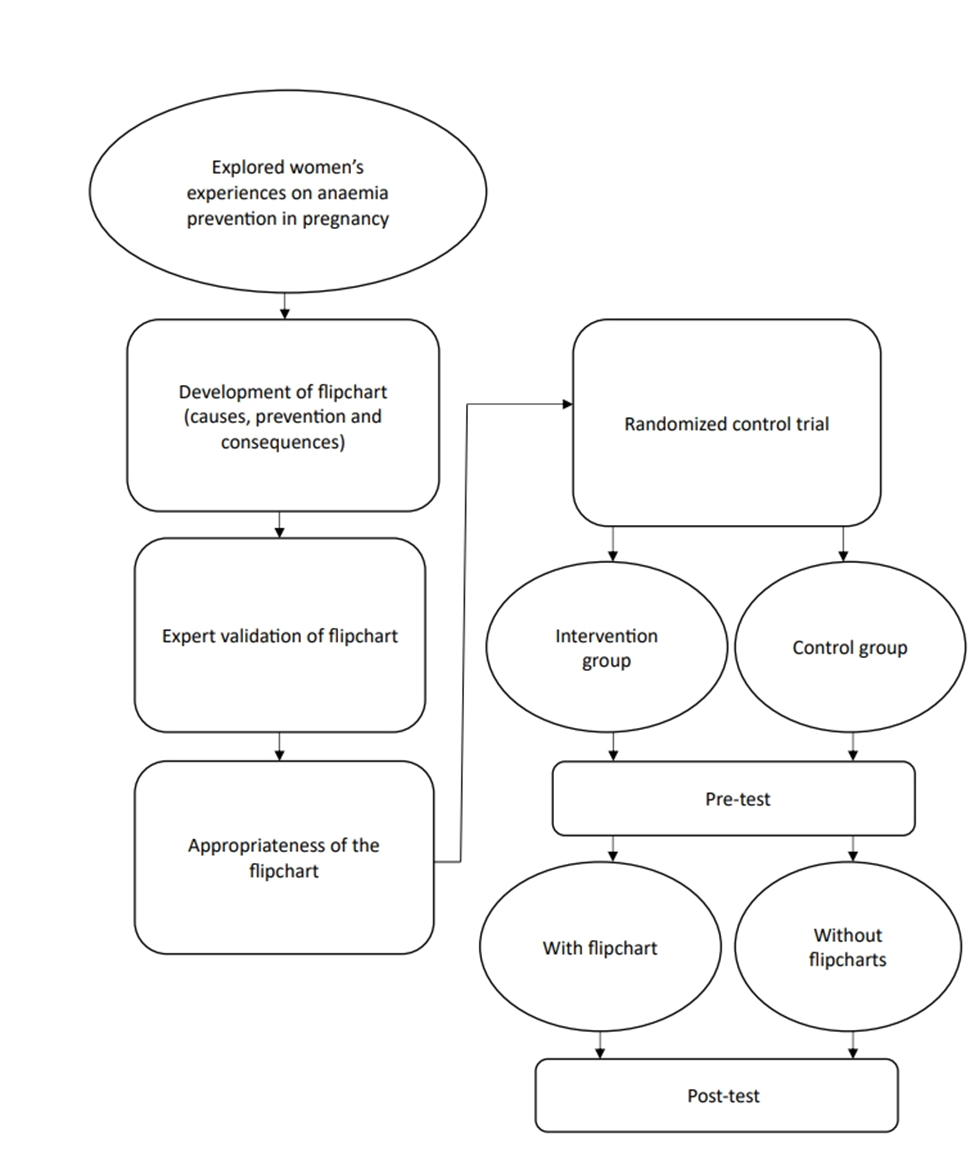 Explored women’s
experiences on anaemia
prevention in pregnancy
Development of flipchart
(causes, prevention and
consequences)
Expert validation of flipchart
Appropriateness of the
flipchart
Randomized control trial
Intervention
group
Control group
Pre-test
With flipchart
Without
flipcharts
Post-test